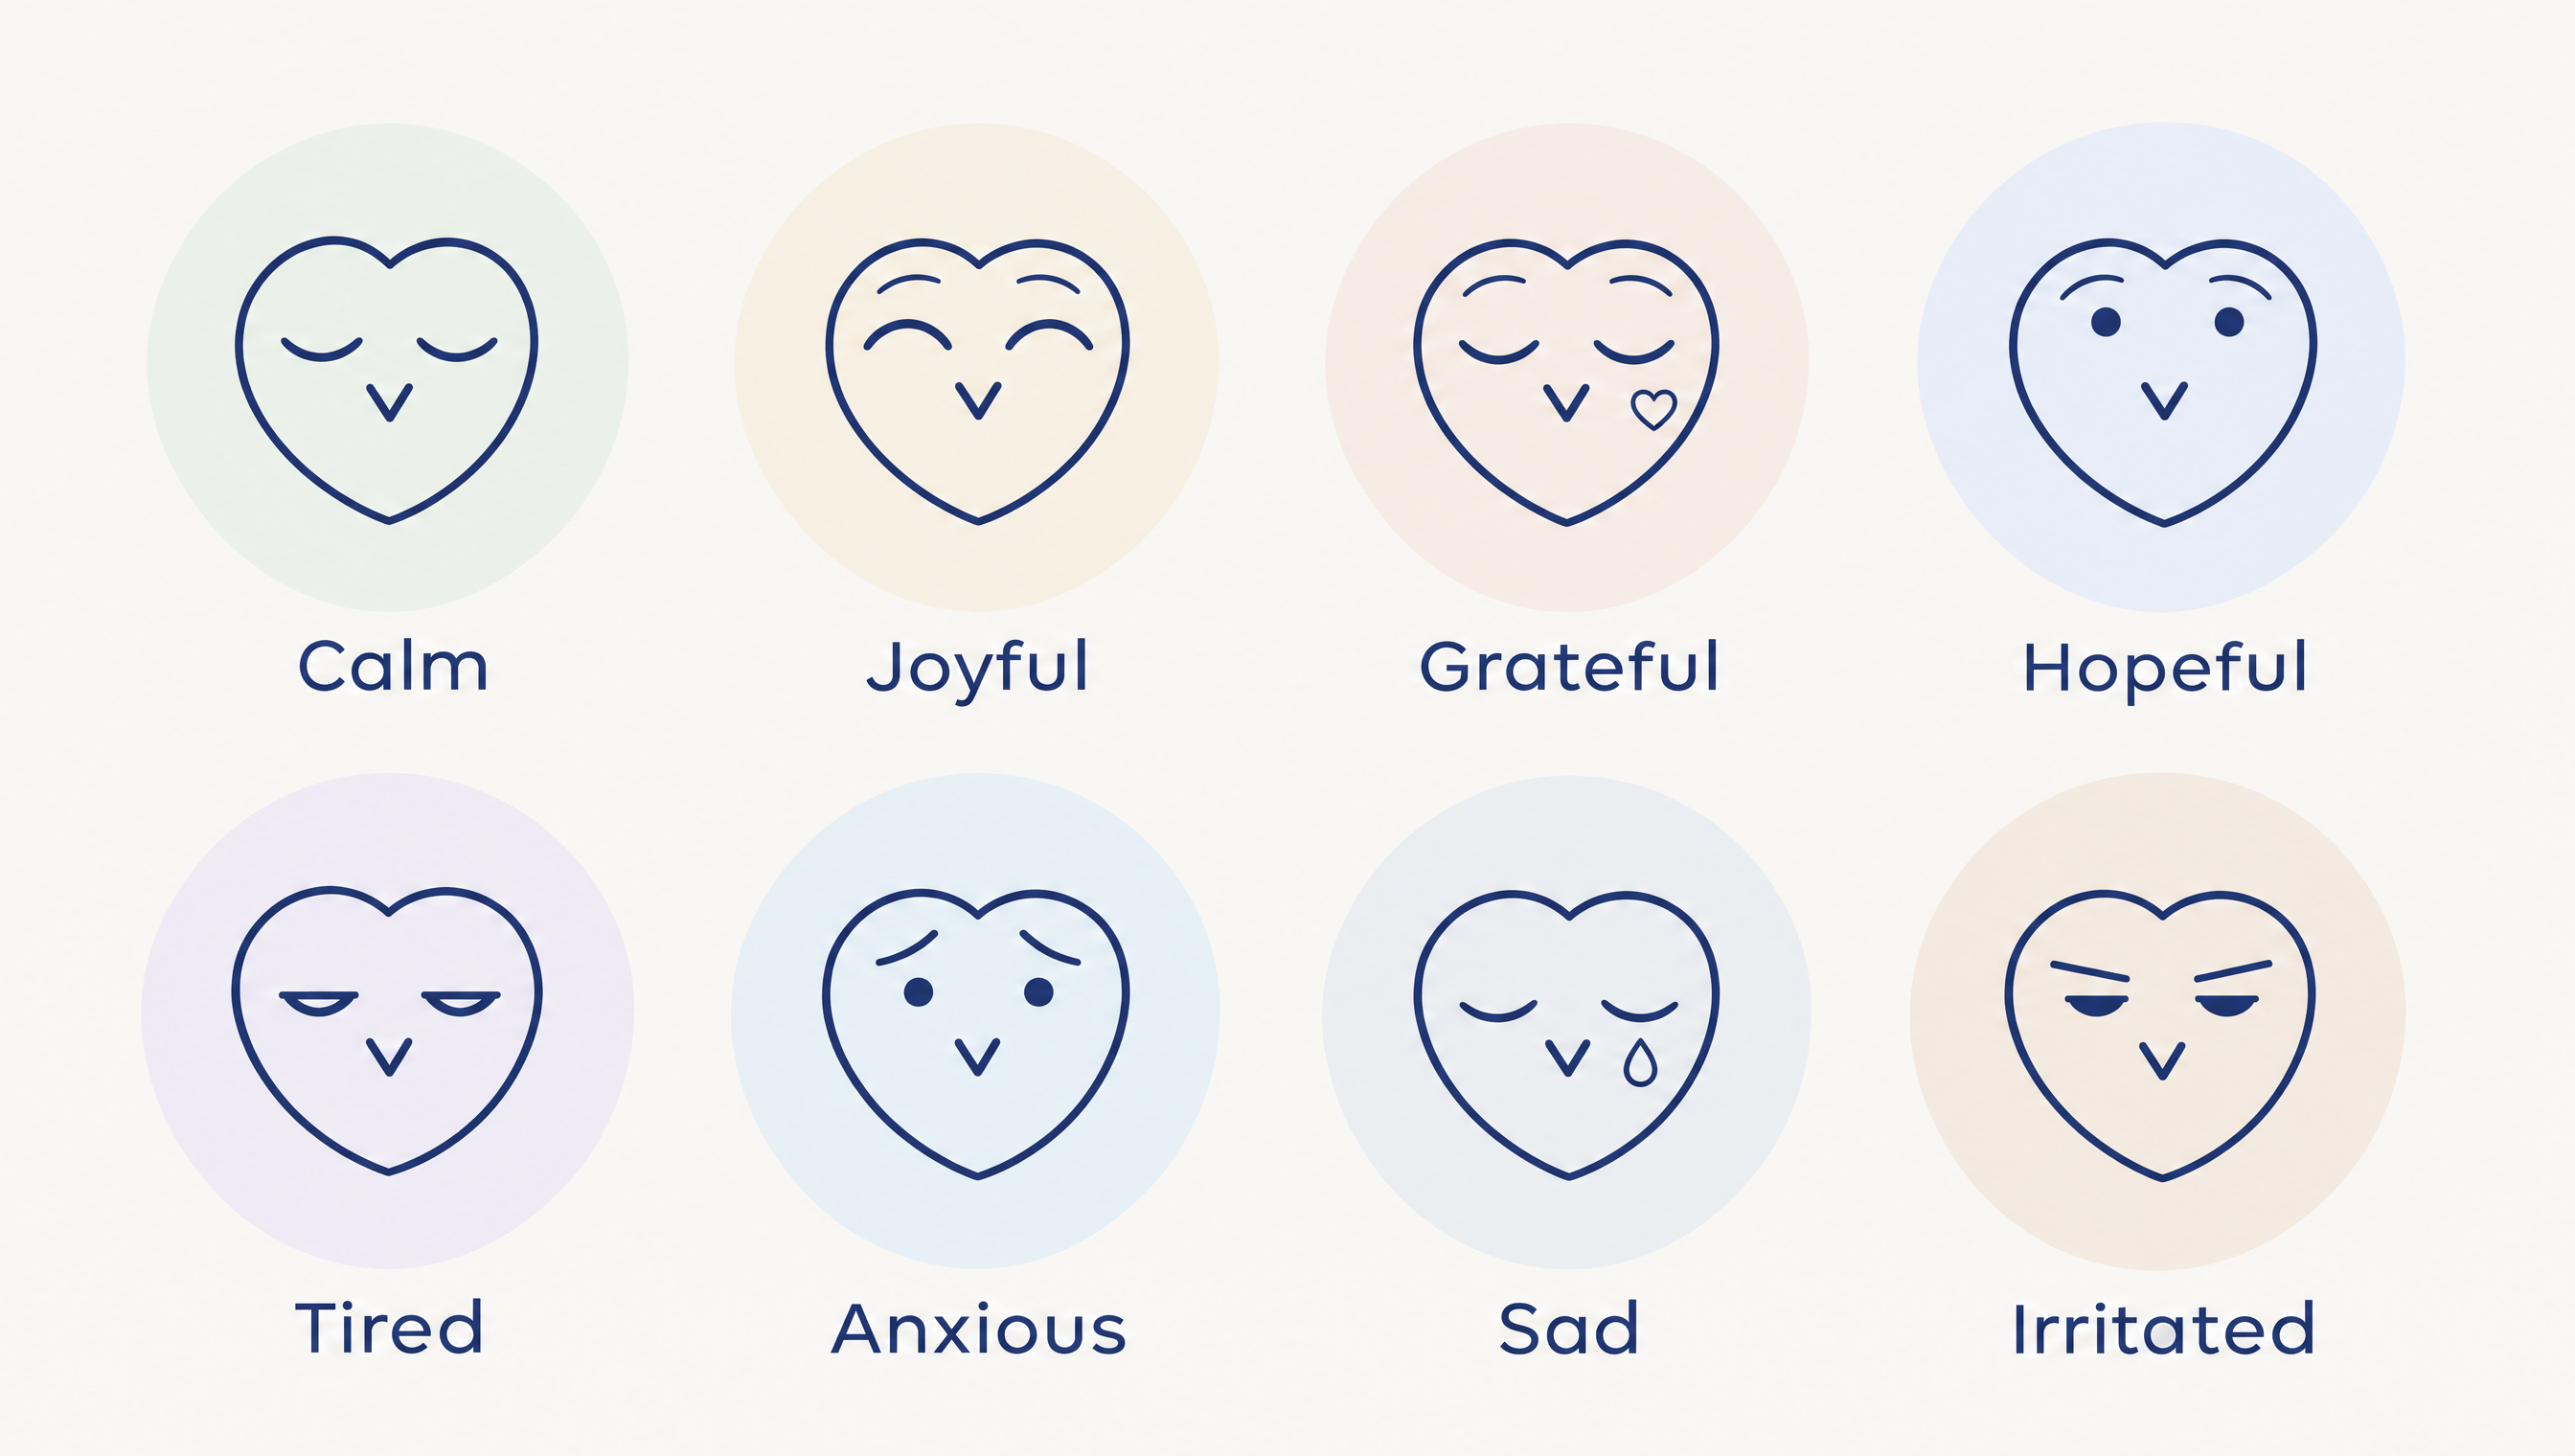 Calm
Joyful
Grateful
Hopeful
Tired
Anxious
Sad
Irritated